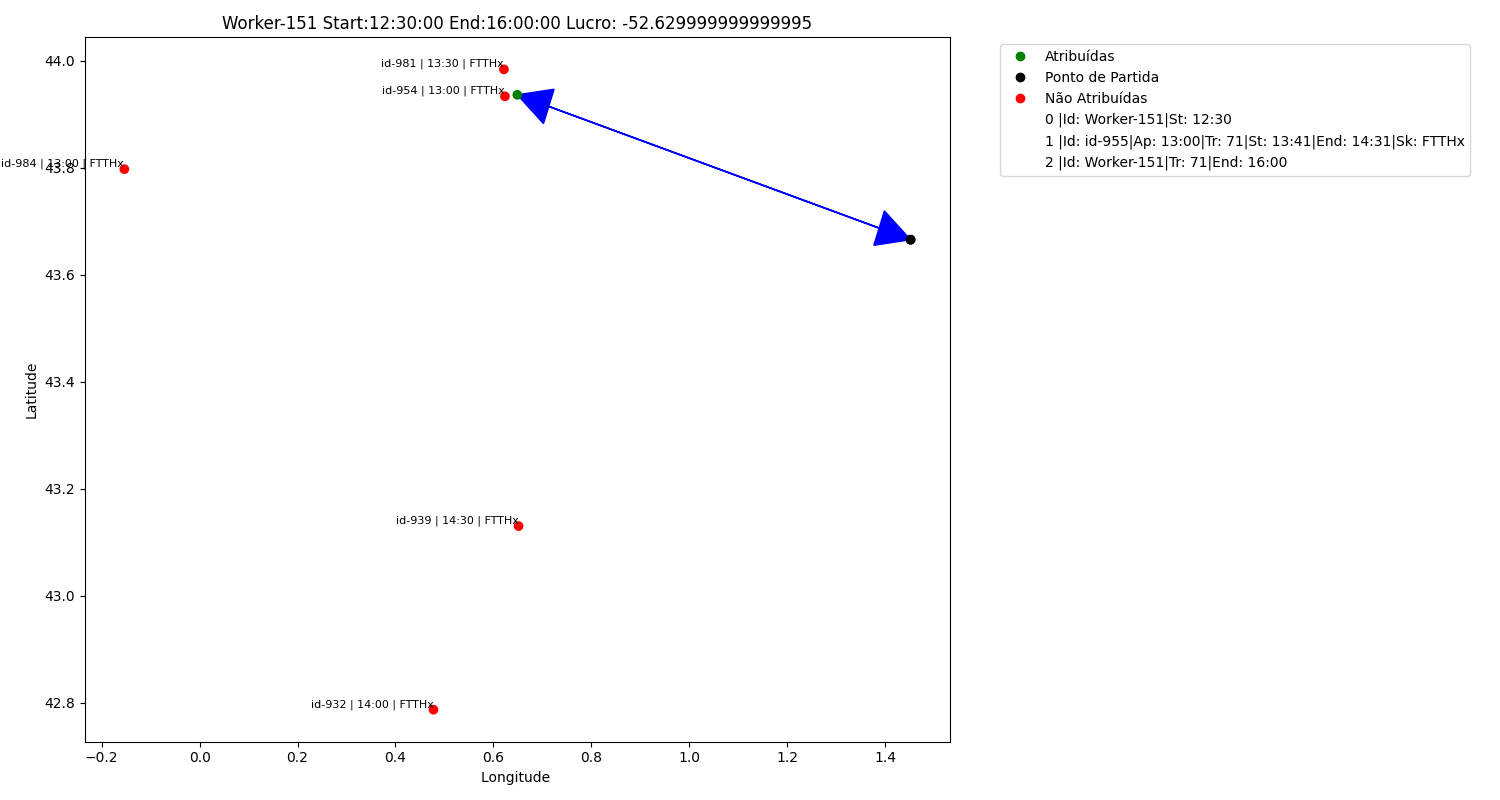 Worker-151 Start:12:30:00 End:16:00:00 Lucro: -52.629999999999995
44.0
43.8
43.6
43.4
43.2
43.0
42.8
Latitude
−0.2
0.0
0.2
0.4
0.6
0.8
1.0
1.2
1.4
Longitude
id-981 | 13:30 | FTTHx
id-954 | 13:00 | FTTHx
id-984 | 13:00 | FTTHx
id-939 | 14:30 | FTTHx
id-932 | 14:00 | FTTHx
Atribuídas
Ponto de Partida
Não Atribuídas
0 |Id: Worker-151|St: 12:30
1 |Id: id-955|Ap: 13:00|Tr: 71|St: 13:41|End: 14:31|Sk: FTTHx
2 |Id: Worker-151|Tr: 71|End: 16:00